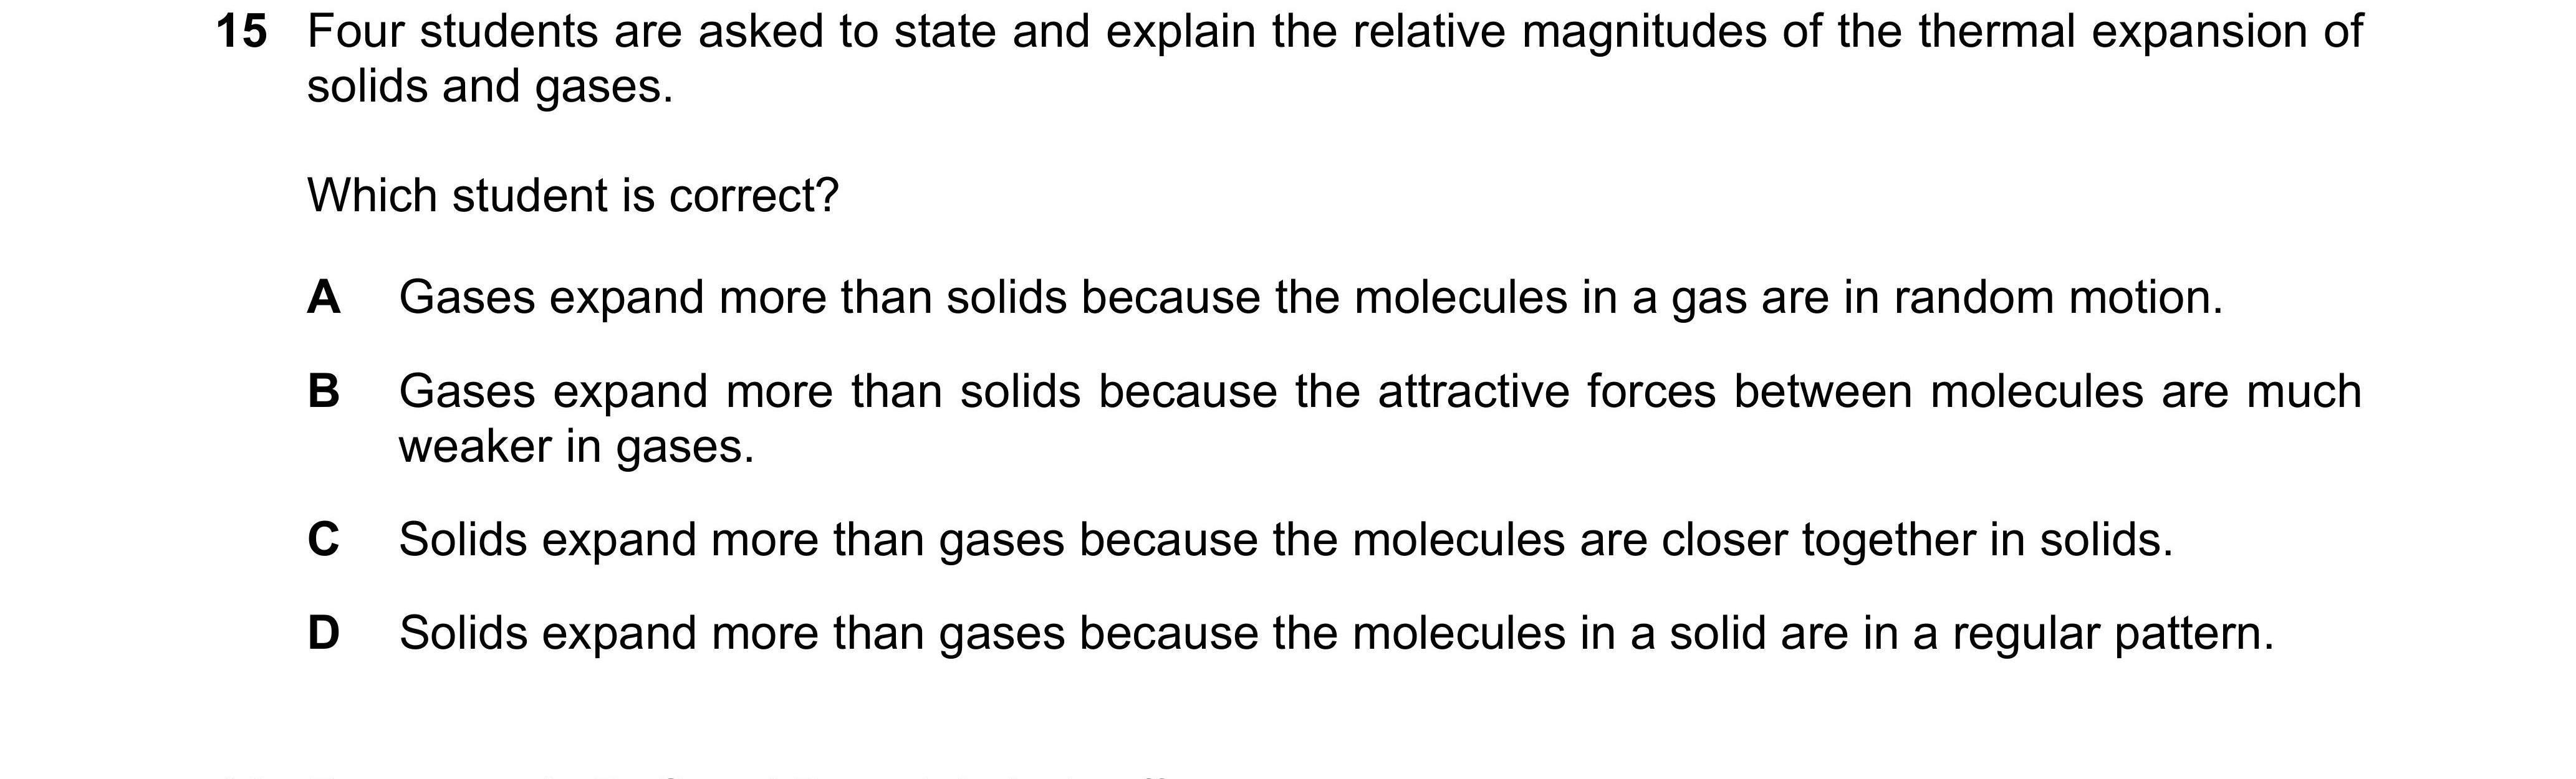 15 Four students are asked to state and explain the relative magnitudes of the thermal expansion of
solids and gases.
Which student is correct?
A Gases expand more than solids because the molecules in a gas are in random motion.
B Gases expand more than solids because the attractive forces between molecules are much
weaker in gases.
C Solids expand more than gases because the molecules are closer together in solids.
D Solids expand more than gases because the molecules in a solid are in a regular pattern.